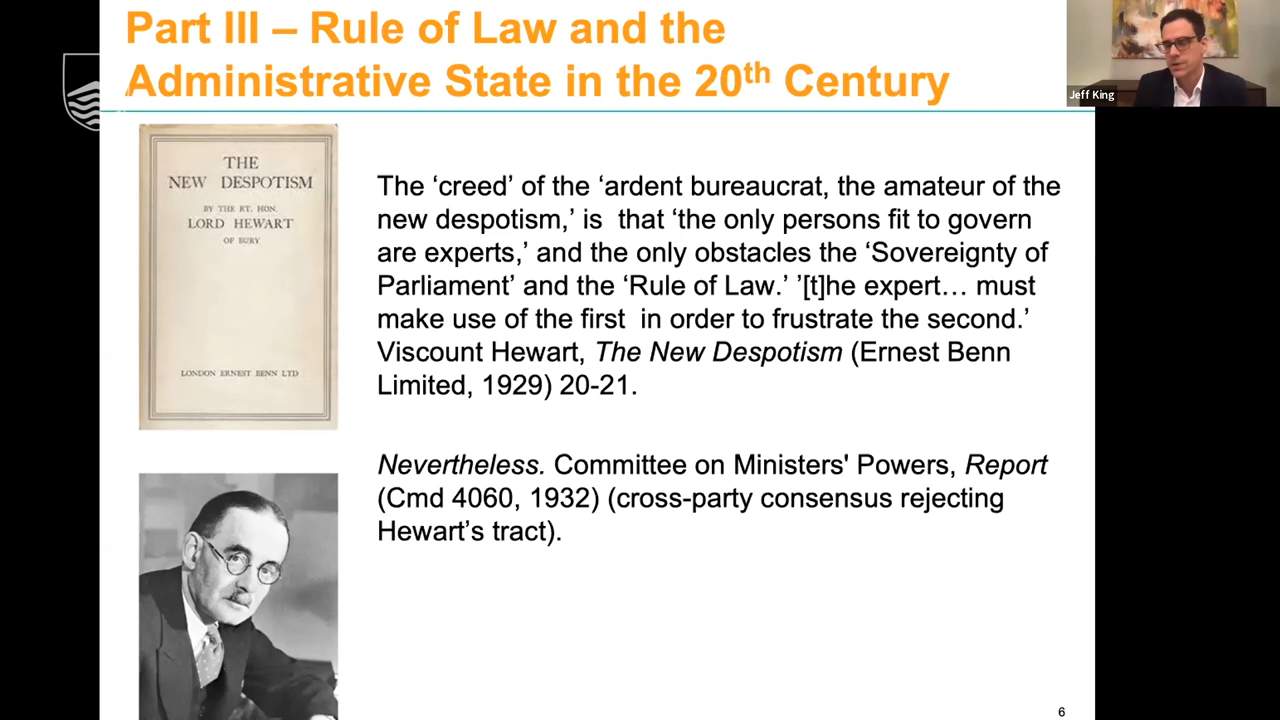 Part III – Rule of Law and the
Administrative State in the 20th Century
Jeff King
THE
NEW DESPOTISM
BY THE RT. HON.
LORD HEWART
OF BURY
LONDON ERNEST BENN LTD
The ‘creed’ of the ‘ardent bureaucrat, the amateur of the
new despotism,’ is that ‘the only persons fit to govern
are experts,’ and the only obstacles the ‘Sovereignty of
Parliament’ and the ‘Rule of Law.’ ’[t]he expert… must
make use of the first in order to frustrate the second.’
Viscount Hewart, The New Despotism (Ernest Benn
Limited, 1929) 20-21.
Nevertheless. Committee on Ministers' Powers, Report
(Cmd 4060, 1932) (cross-party consensus rejecting
Hewart’s tract).
6